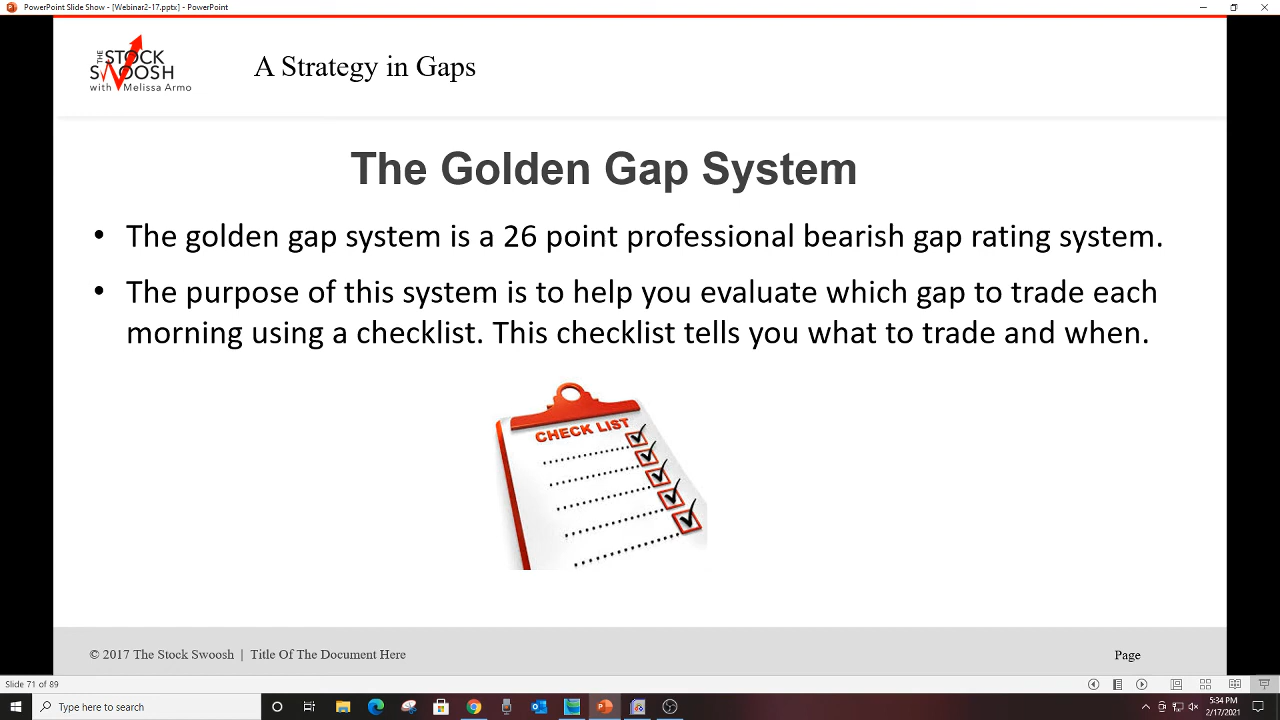 PowerPoint Slide Show - [Webinar2-17.pptx] - PowerPoint
THE
STOCK
SWOOSH
with Melissa Armo
A Strategy in Gaps
The Golden Gap System
• The golden gap system is a 26 point professional bearish gap rating system.
• The purpose of this system is to help you evaluate which gap to trade each
morning using a checklist. This checklist tells you what to trade and when.
CHECK LIST
© 2017 The Stock Swoosh | Title Of The Document Here
Page
Slide 71 of 89
Type here to search
5:34 PM
2/17/2021